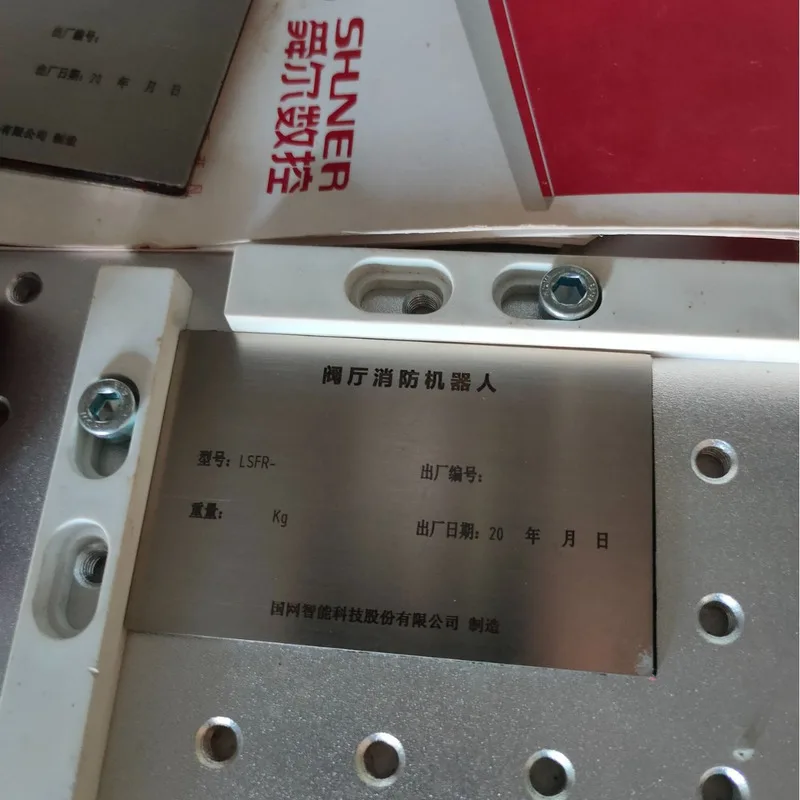 出厂编号:
出厂日期: 20 年 月 日
有限公司 制造
SHNER
舜尔数控
阀厅消防机器人
型号: LSFR-
出厂编号:
重量: Kg
出厂日期: 20 年 月 日
国网智能科技股份有限公司 制造